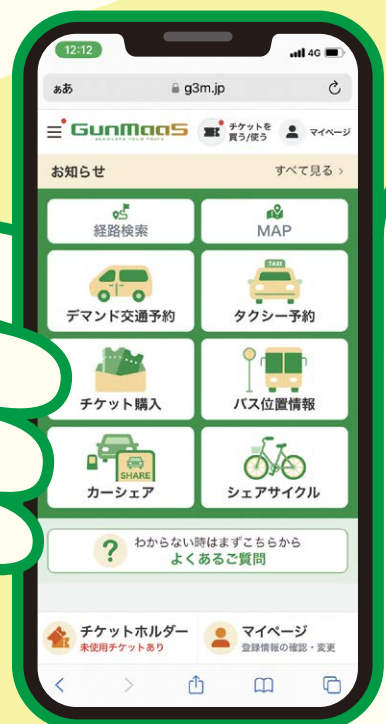 12:12
4G
ぁあ
g3m.jp
GunMaaS
チケットを
買う/使う
マイページ
お知らせ
すべて見る >
経路検索
MAP
デマンド交通予約
TAXI
タクシー予約
チケット購入
バス位置情報
SHARE
カーシェア
シェアサイクル
?
わからない時はまずこちらから
よくあるご質問
チケットホルダー
未使用チケットあり
マイページ
登録情報の確認・変更